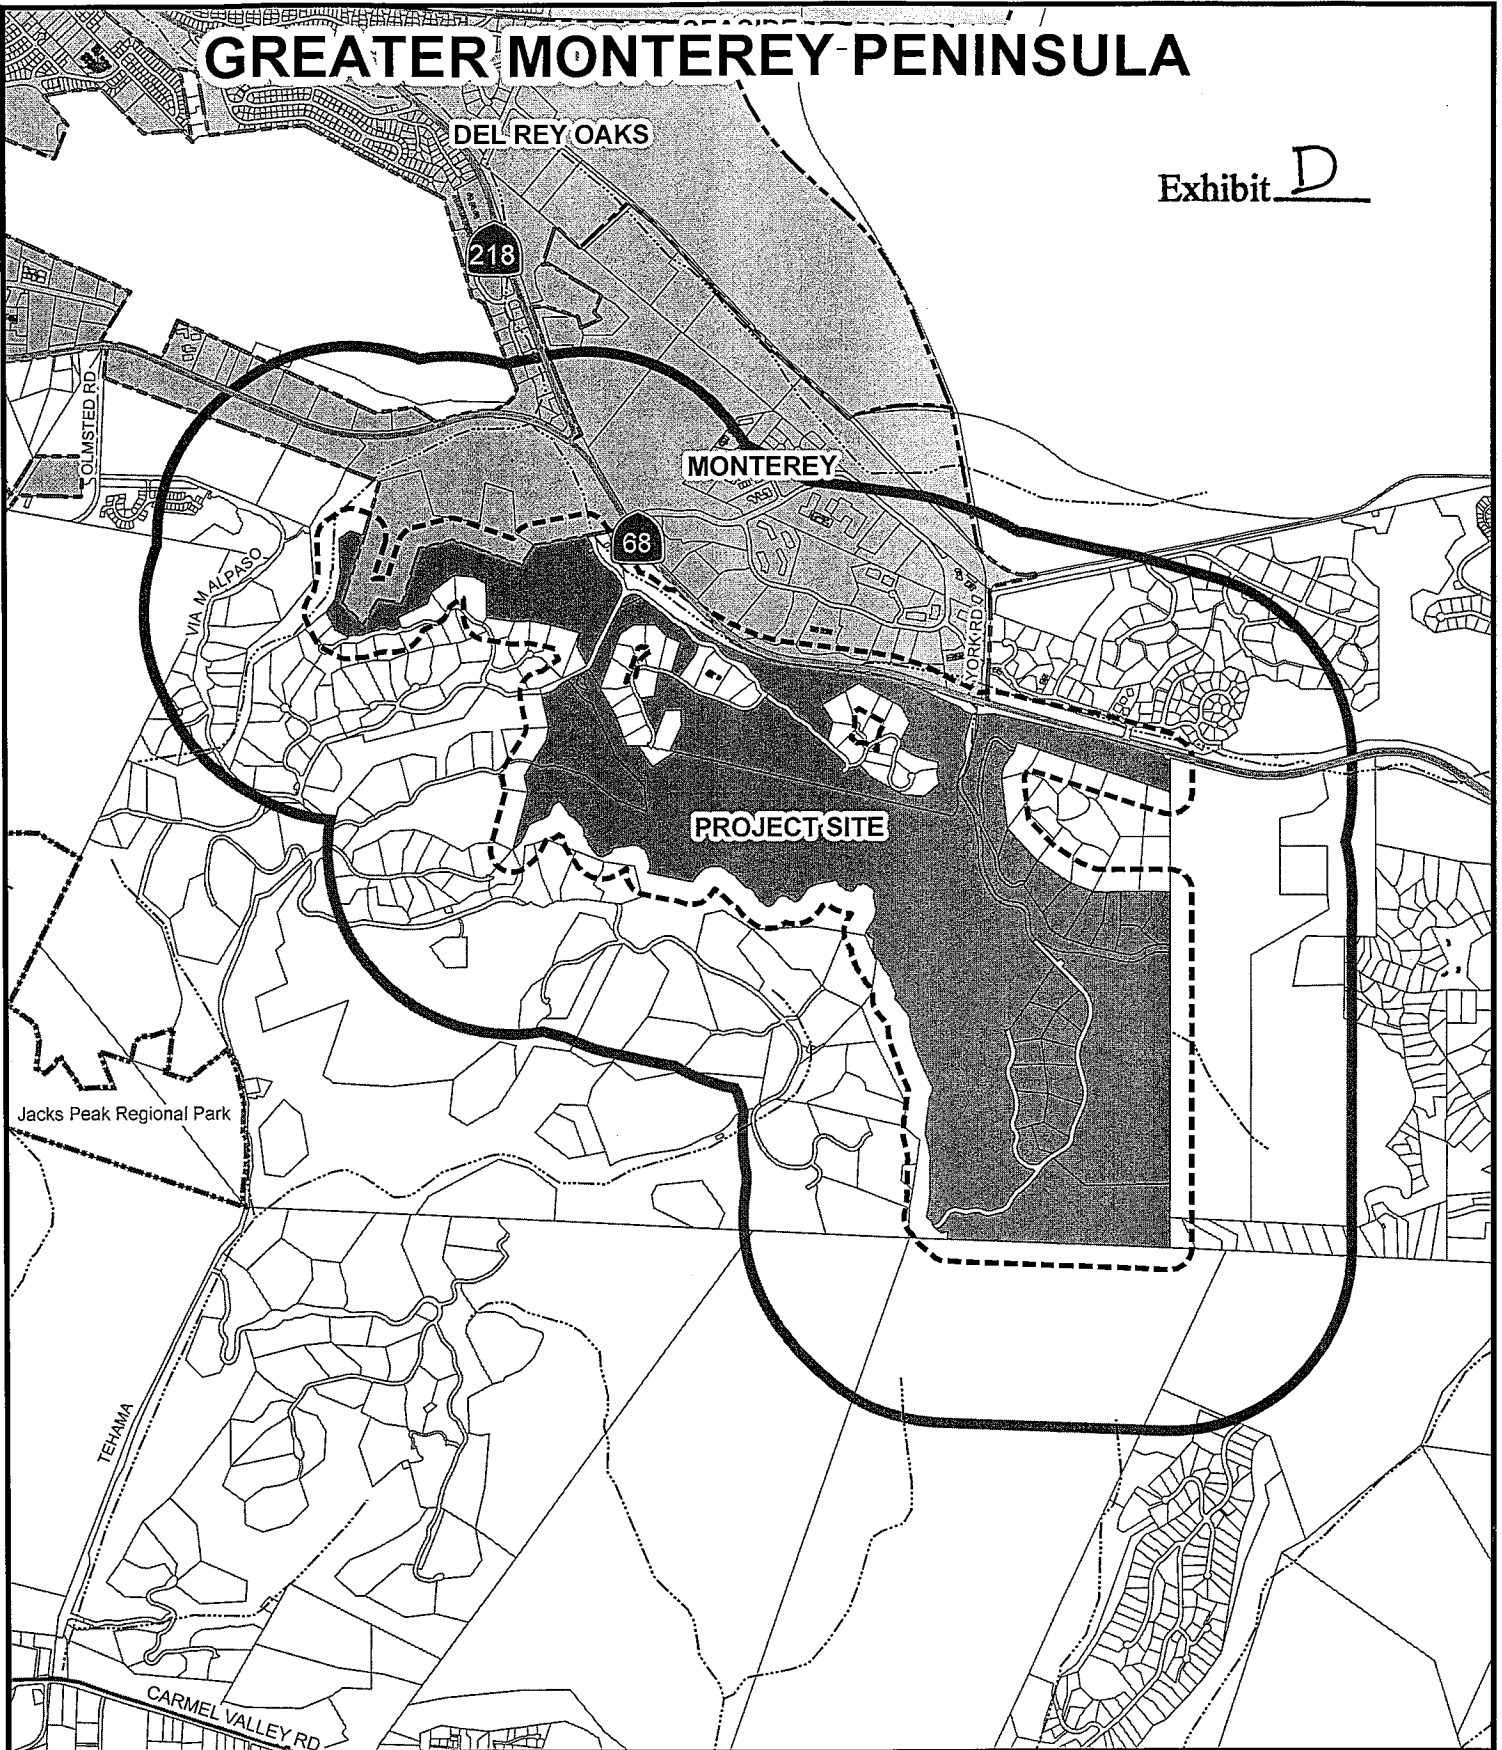 SEASIDE
GREATER MONTEREY PENINSULA
DEL REY OAKS
Exhibit D
218
OLMSTED RD
MONTEREY
68
VIA MALPASO
YORK RD
PROJECT SITE
Jacks Peak Regional Park
TEHAMA
CARMEL VALLEY RD